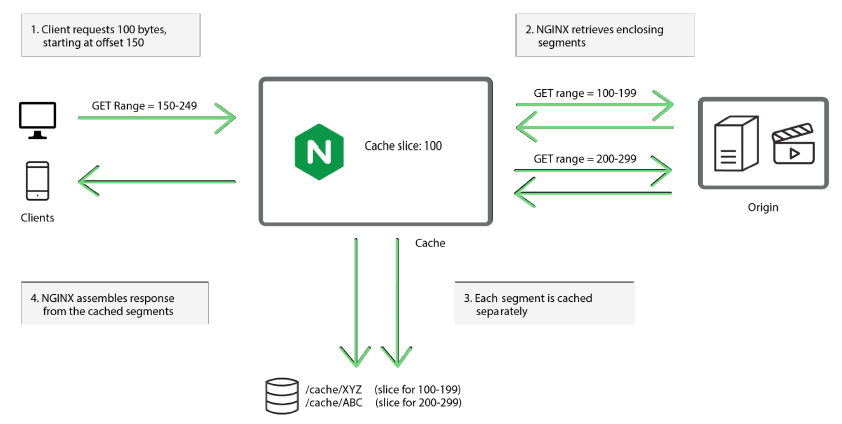 1. Client requests 100 bytes,
starting at offset 150
2. NGINX retrieves enclosing
segments
GET Range = 150-249
GET range = 100-199
N
Cache slice: 100
GET range = 200-299
Clients
Origin
Cache
4. NGINX assembles response
from the cached segments
3. Each segment is cached
separately
/cache/XYZ (slice for 100-199)
/cache/ABC (slice for 200-299)